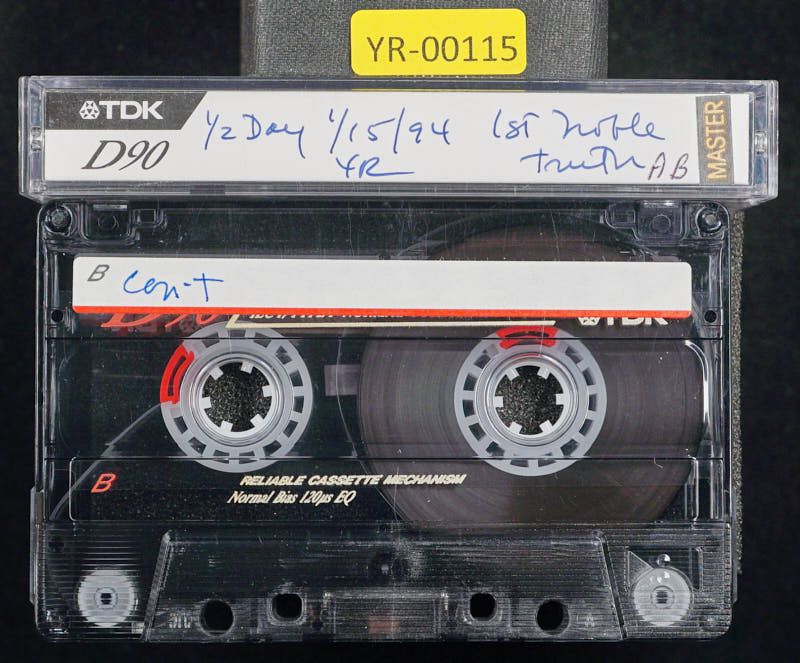 YR-00115
TDK
D90
1/2 Day 1/15/94 1st Noble
YR truth AB
MASTER
B con-t
D90 TDK
B
RELIABLE CASSETTE MECHANISM
Normal Bias 120µs EQ